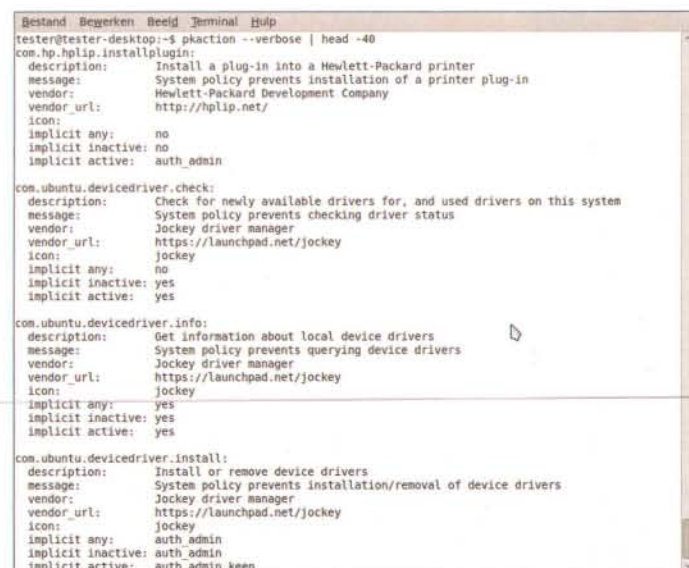 Bestand Bewerken Beeld Terminal Hulp
tester@tester-desktop:~$ pkaction --verbose | head -40
com.hp.hplip.installplugin:
description: Install a plug-in into a Hewlett-Packard printer
message: System policy prevents installation of a printer plug-in
vendor: Hewlett-Packard Development Company
vendor_url: http://hplip.net/
icon:
implicit any: no
implicit inactive: no
implicit active: auth_admin
com.ubuntu.devicedriver.check:
description: Check for newly available drivers for, and used drivers on this system
message: System policy prevents checking driver status
vendor: Jockey driver manager
vendor_url: https://launchpad.net/jockey
icon: jockey
implicit any: no
implicit inactive: yes
implicit active: yes
com.ubuntu.devicedriver.info:
description: Get information about local device drivers
message: System policy prevents querying device drivers
vendor: Jockey driver manager
vendor_url: https://launchpad.net/jockey
icon: jockey
implicit any: yes
implicit inactive: yes
implicit active: yes
com.ubuntu.devicedriver.install:
description: Install or remove device drivers
message: System policy prevents installation/removal of device drivers
vendor: Jockey driver manager
vendor_url: https://launchpad.net/jockey
icon: jockey
implicit any: auth_admin
implicit inactive: auth_admin
implicit active: auth_admin_keep